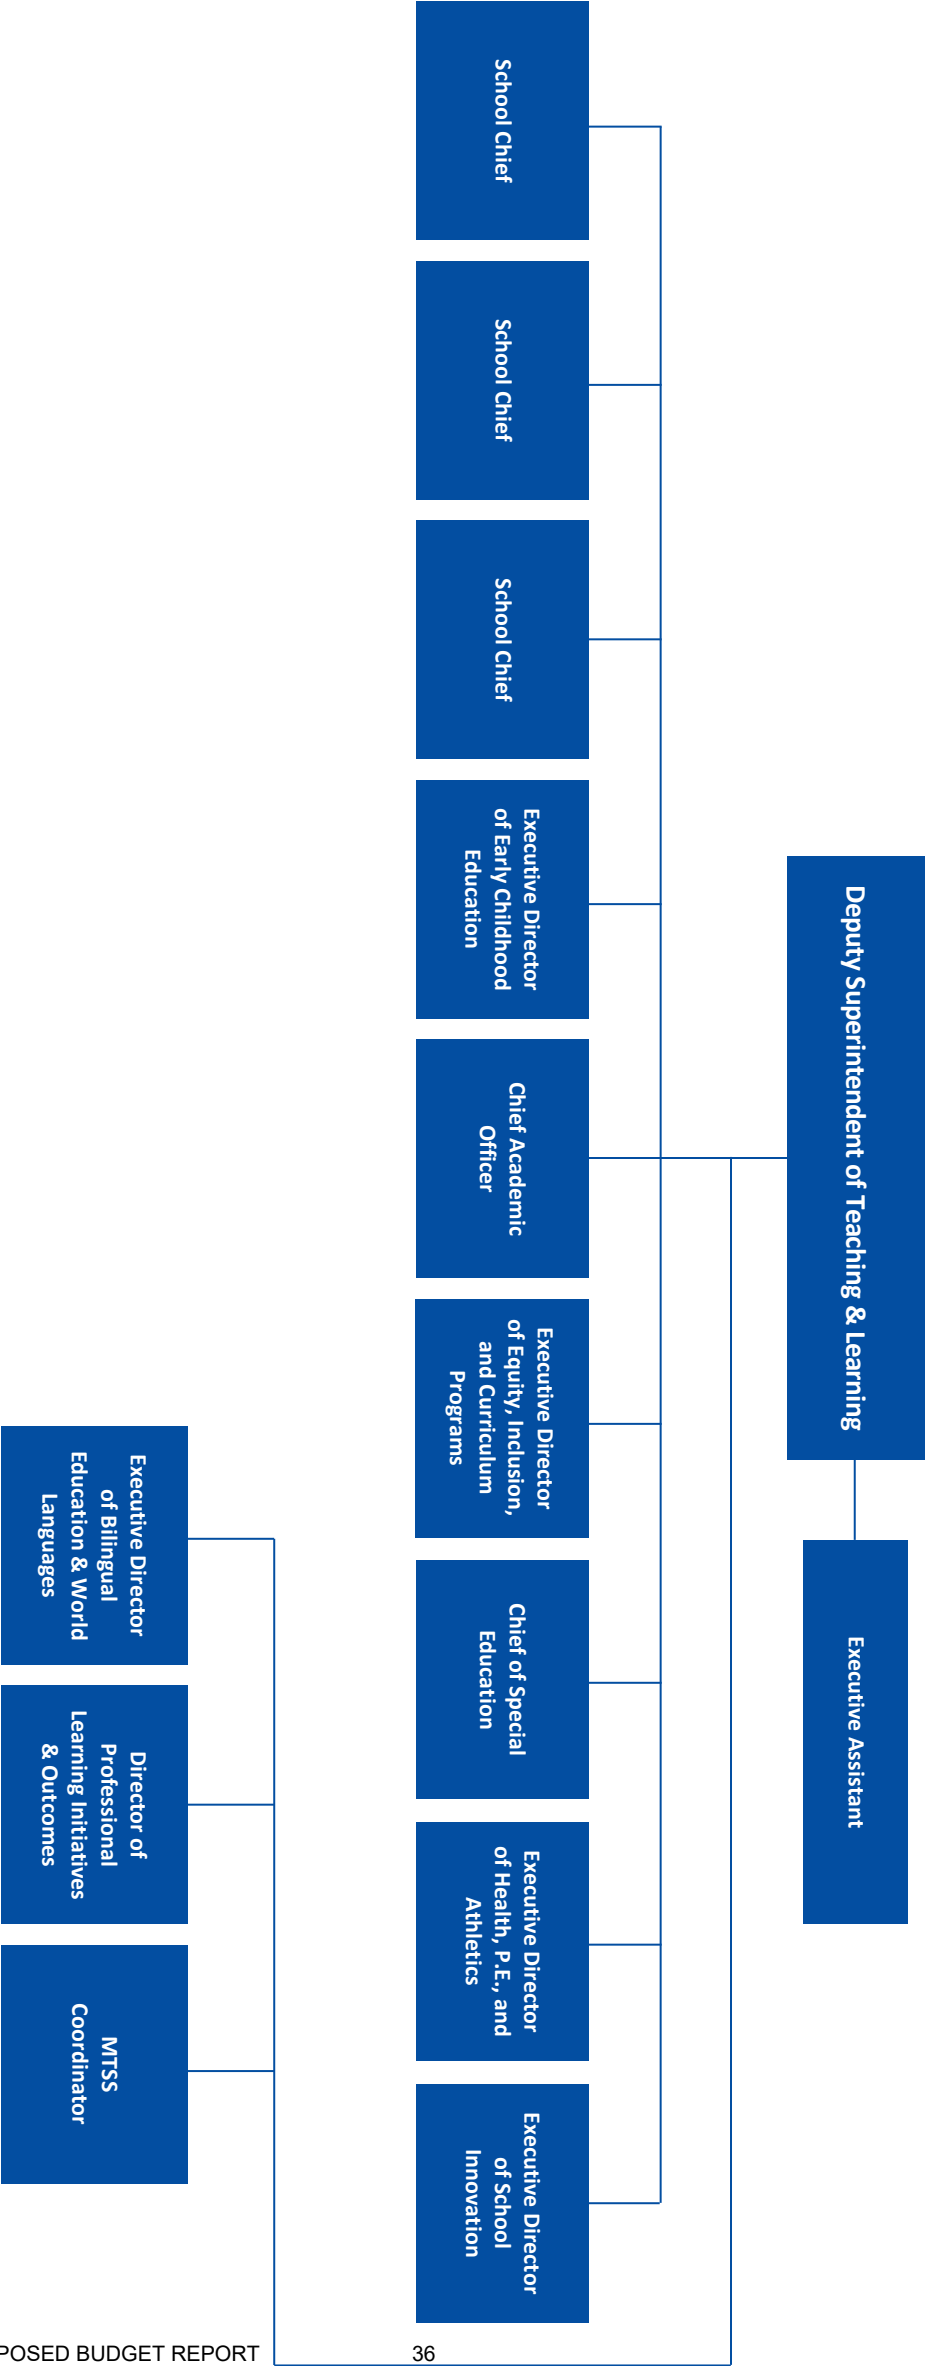 Deputy Superintendent of Teaching & Learning
Executive Assistant
School Chief
School Chief
School Chief
Executive Director
of Early Childhood
Education
Chief Academic
Officer
Executive Director
of Equity, Inclusion,
and Curriculum
Programs
Chief of Special
Education
Executive Director
of Health, P.E., and
Athletics
Executive Director
of School
Innovation
Executive Director
of Bilingual
Education & World
Languages
Director of
Professional
Learning Initiatives
& Outcomes
MTSS
Coordinator
POSED BUDGET REPORT 36